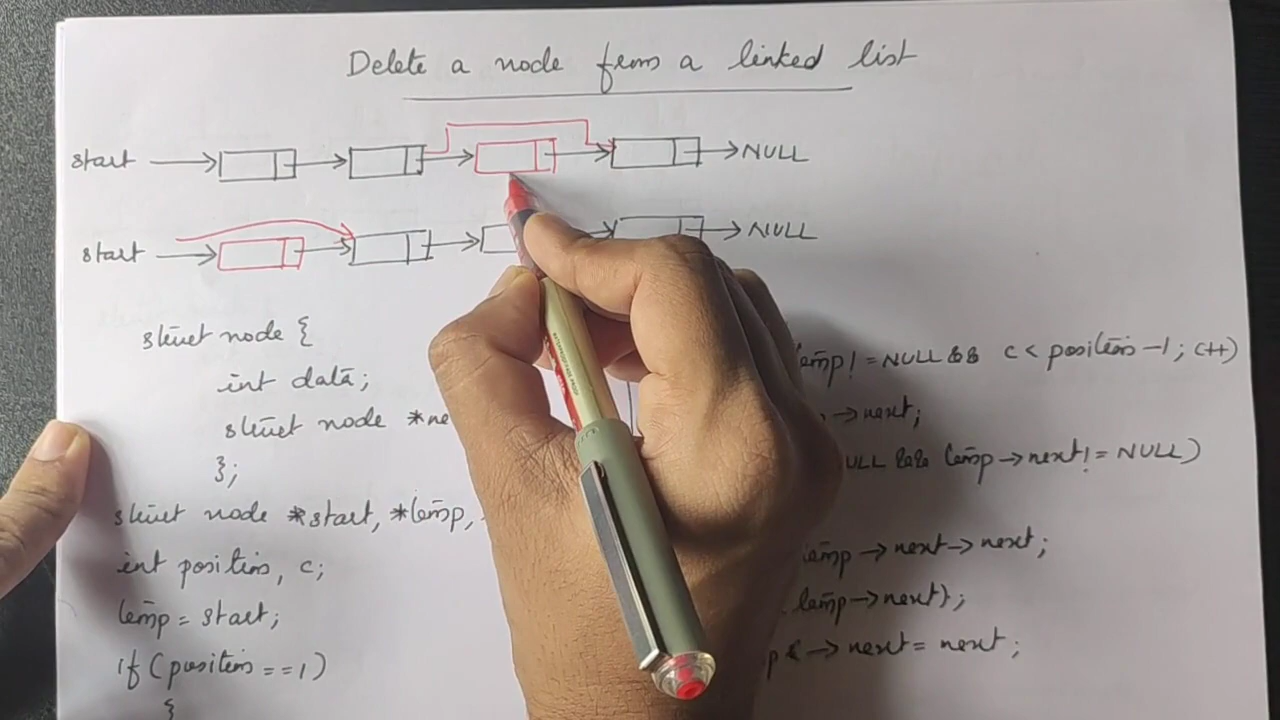 Delete a node from a linked list
start NULL
start NULL
struct node {
int data;
struct node *ne
};
struct node *start, *temp,
int position, c;
temp = start;
if (position == 1)
{
temp != NULL && c < position -1; c++)
→ next;
ULL && temp → next != NULL)
temp → next → next;
temp → next);
p → next = next;